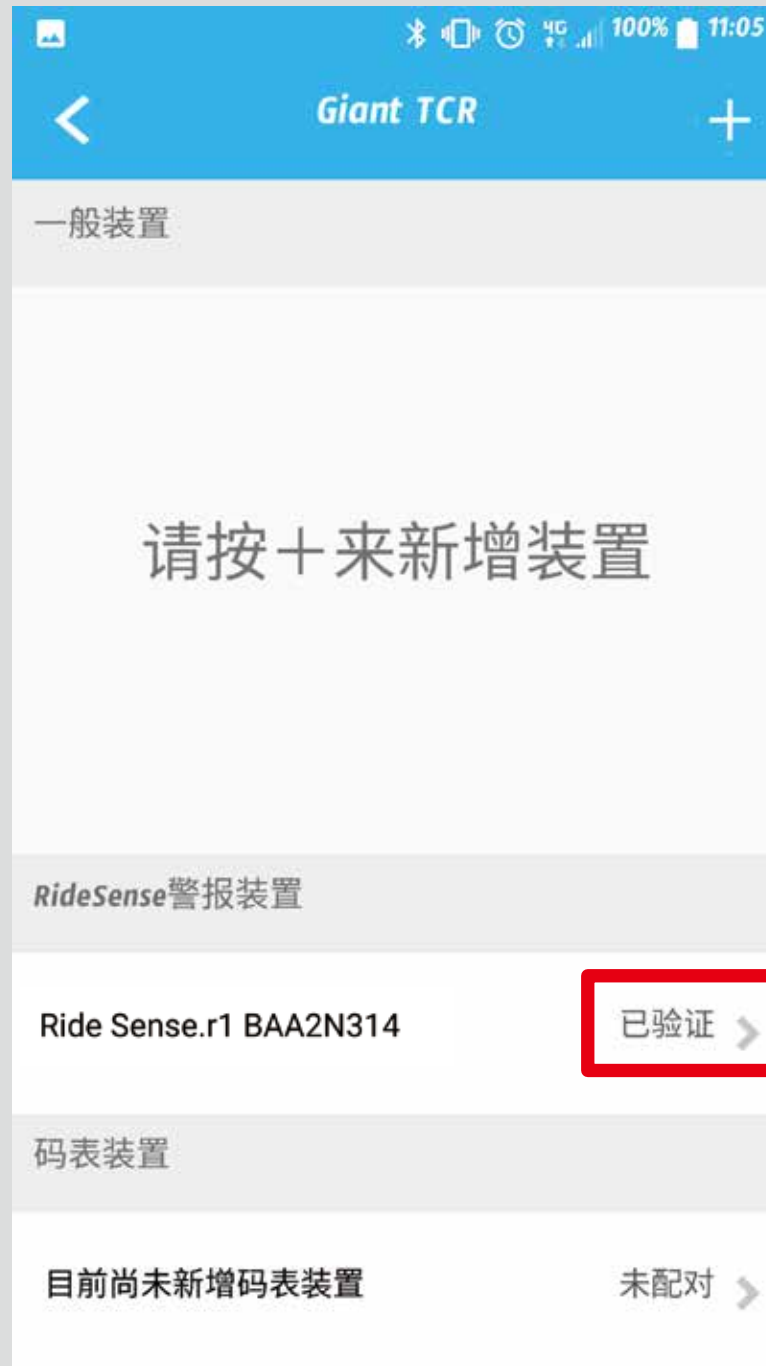 4G 100% 11:05
Giant TCR
一般装置
请按＋来新增装置
RideSense警报装置
Ride Sense.r1 BAA2N314 已验证
码表装置
目前尚未新增码表装置 未配对